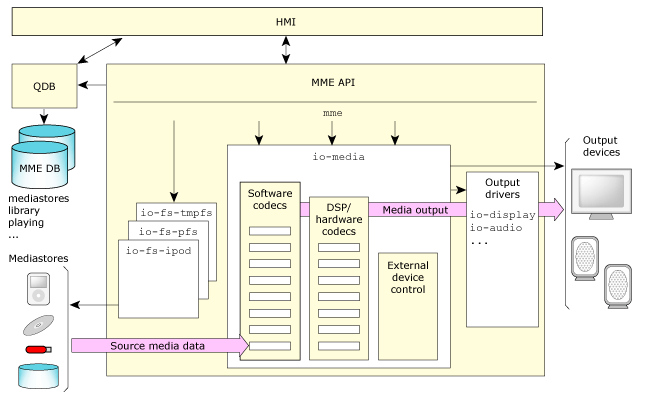 HMI
QDB
MME API
mme
MME DB
mediastores
library
playing
...
Mediastores
io-fs-tmpfs
io-fs-pfs
io-fs-ipod
io-media
Software
codecs
DSP/
hardware
codecs
Media output
External
device
control
Output
drivers
io-display
io-audio
...
Output
devices
Source media data